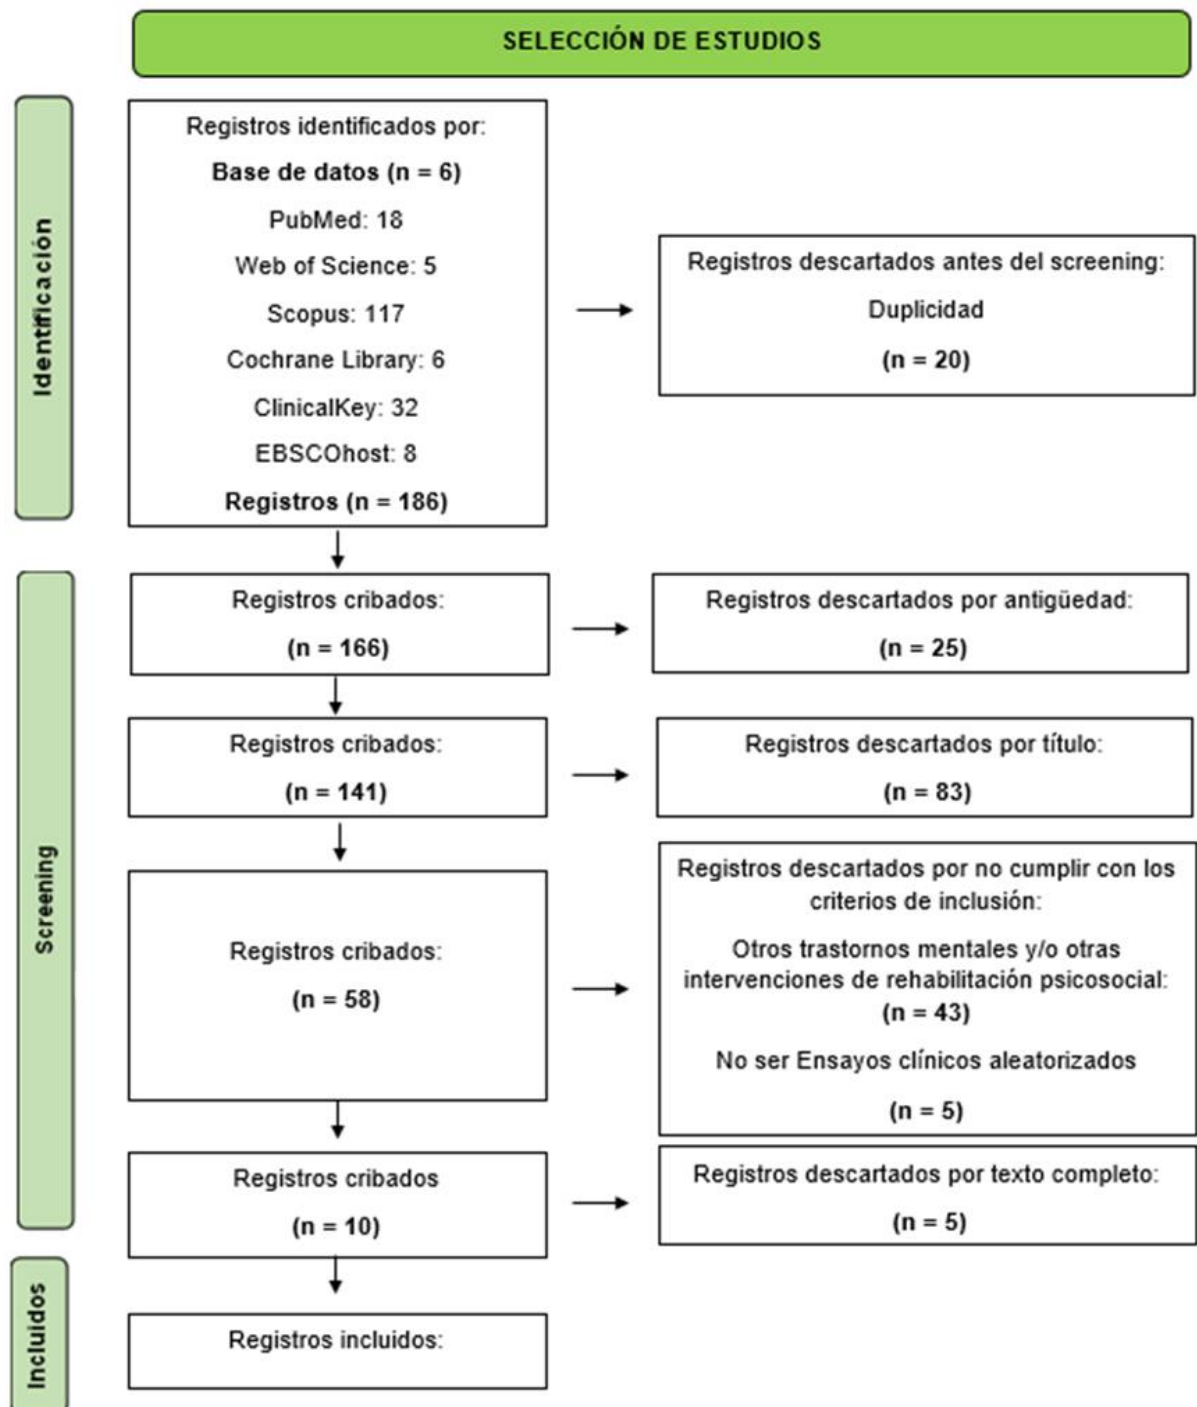 SELECCIÓN DE ESTUDIOS
Identificación
Registros identificados por:
Base de datos (n = 6)
PubMed: 18
Web of Science: 5
Scopus: 117
Cochrane Library: 6
ClinicalKey: 32
EBSCOhost: 8
Registros (n = 186)
Registros descartados antes del screening:
Duplicidad
(n = 20)
Screening
Registros cribados:
(n = 166)
Registros descartados por antigüedad:
(n = 25)
Registros cribados:
(n = 141)
Registros descartados por título:
(n = 83)
Registros cribados:
(n = 58)
Registros descartados por no cumplir con los
criterios de inclusión:
Otros trastornos mentales y/o otras
intervenciones de rehabilitación psicosocial:
(n = 43)
No ser Ensayos clínicos aleatorizados
(n = 5)
Registros cribados
(n = 10)
Registros descartados por texto completo:
(n = 5)
Incluidos
Registros incluidos: